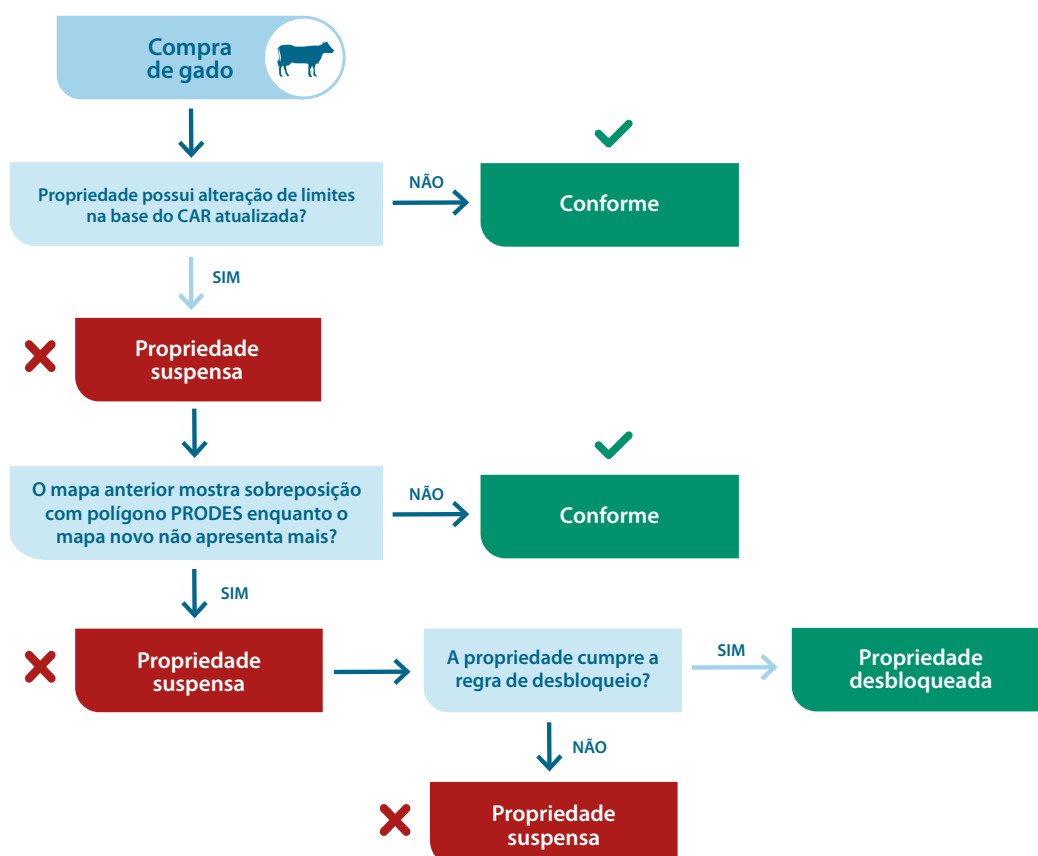 Compra
de gado
Propriedade possui alteração de limites
na base do CAR atualizada?
NÃO
Conforme
SIM
Propriedade
suspensa
O mapa anterior mostra sobreposição
com polígono PRODES enquanto o
mapa novo não apresenta mais?
NÃO
Conforme
SIM
Propriedade
suspensa
A propriedade cumpre a
regra de desbloqueio?
SIM
Propriedade
desbloqueada
NÃO
Propriedade
suspensa